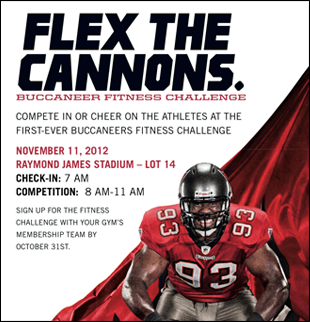 FLEX THE
CANNONS.
BUCCANEER FITNESS CHALLENGE
COMPETE IN OR CHEER ON THE ATHLETES AT THE
FIRST-EVER BUCCANEERS FITNESS CHALLENGE
NOVEMBER 11, 2012
RAYMOND JAMES STADIUM – LOT 14
CHECK-IN: 7 AM
COMPETITION: 8 AM-11 AM
SIGN UP FOR THE FITNESS
CHALLENGE WITH YOUR GYM'S
MEMBERSHIP TEAM BY
OCTOBER 31ST.
93
93
93